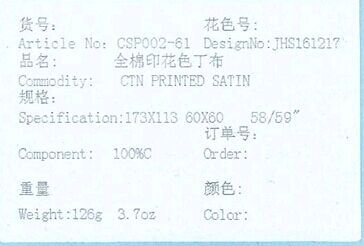 货号: 花色号:
Article No: CSP002-61 DesignNo:JHS161217
品名: 全棉印花色丁布
Commodity: CTN PRINTED SATIN
规格:
Specification:173X113 60X60 58/59"
订单号:
Component: 100%C Order:
重量 颜色:
Weight:126g 3.7oz Color: